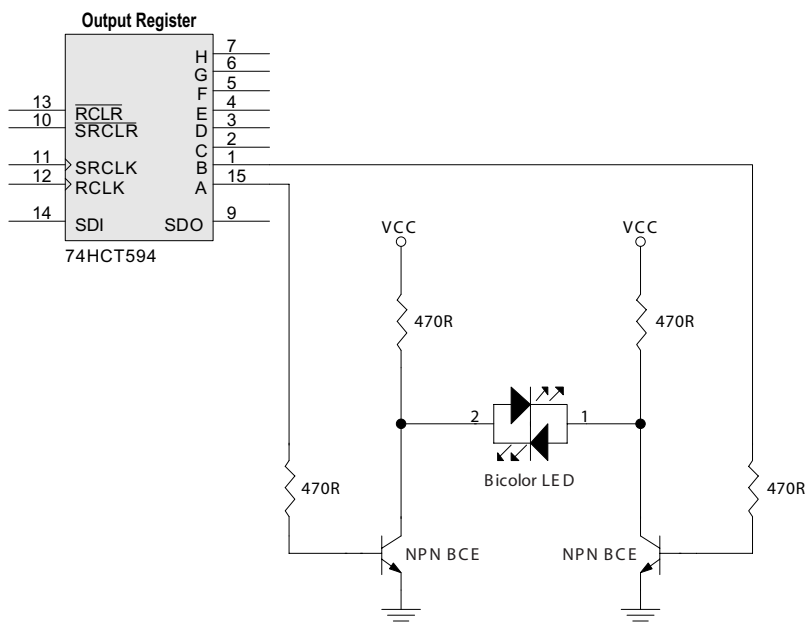 Output Register
H 7
G 6
F 5
13 RCLR E 4
10 SRCLR D 3
C 2
11 SRCLK B 1
12 RCLK A 15
14 SDI SDO 9
74HCT594
VCC VCC
470R 470R
2 1
Bicolor LED
470R 470R
NPN BCE NPN BCE